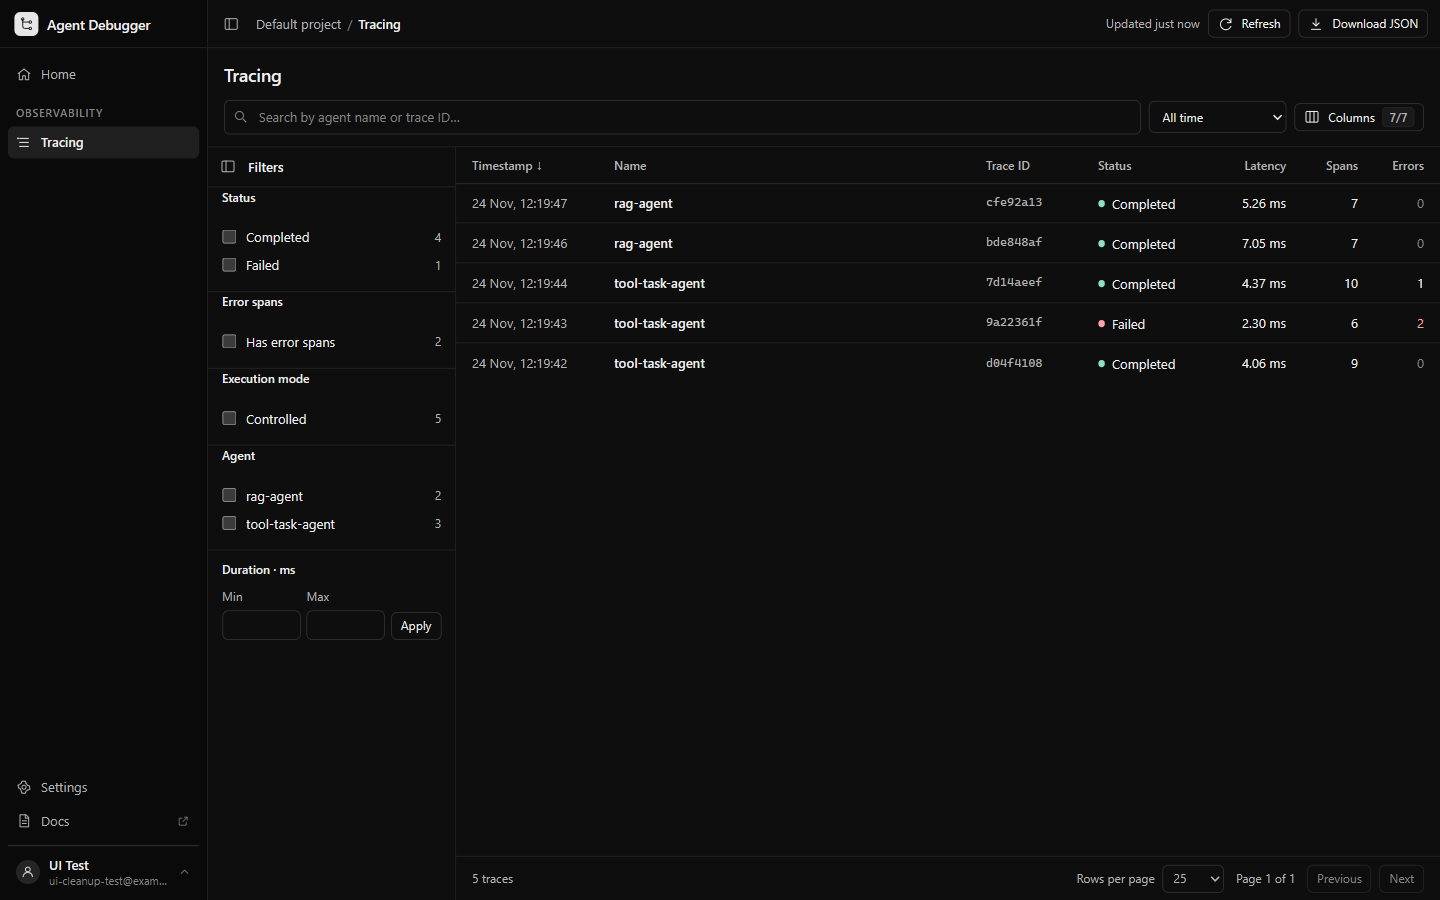 Agent Debugger
Default project / Tracing
Updated just now
Refresh
Download JSON
Home
OBSERVABILITY
Tracing
Settings
Docs
UI Test
ui-cleanup-test@exam...
Tracing
Search by agent name or trace ID...
All time
Columns 7/7
Filters
Status
Completed 4
Failed 1
Error spans
Has error spans 2
Execution mode
Controlled 5
Agent
rag-agent 2
tool-task-agent 3
Duration · ms
Min Max
Apply
Timestamp ↓ Name Trace ID Status Latency Spans Errors
24 Nov, 12:19:47 rag-agent cfe92a13 Completed 5.26 ms 7 0
24 Nov, 12:19:46 rag-agent bde848af Completed 7.05 ms 7 0
24 Nov, 12:19:44 tool-task-agent 7d14aeef Completed 4.37 ms 10 1
24 Nov, 12:19:43 tool-task-agent 9a22361f Failed 2.30 ms 6 2
24 Nov, 12:19:42 tool-task-agent d04f4108 Completed 4.06 ms 9 0
5 traces
Rows per page 25 Page 1 of 1 Previous Next